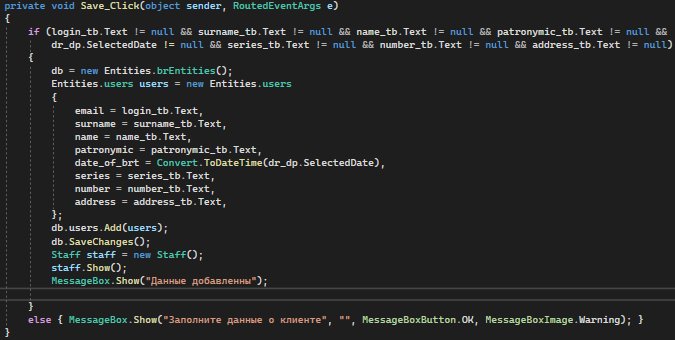 private void Save_Click(object sender, RoutedEventArgs e)
{
if (login_tb.Text != null && surname_tb.Text != null && name_tb.Text != null && patronymic_tb.Text != null &&
dr_dp.SelectedDate != null && series_tb.Text != null && number_tb.Text != null && address_tb.Text != null)
{
db = new Entities.brEntities();
Entities.users users = new Entities.users
{
email = login_tb.Text,
surname = surname_tb.Text,
name = name_tb.Text,
patronymic = patronymic_tb.Text,
date_of_brt = Convert.ToDateTime(dr_dp.SelectedDate),
series = series_tb.Text,
number = number_tb.Text,
address = address_tb.Text,
};
db.users.Add(users);
db.SaveChanges();
Staff staff = new Staff();
staff.Show();
MessageBox.Show("Данные добавленны");
}
else { MessageBox.Show("Заполните данные о клиенте", "", MessageBoxButton.OK, MessageBoxImage.Warning); }
}